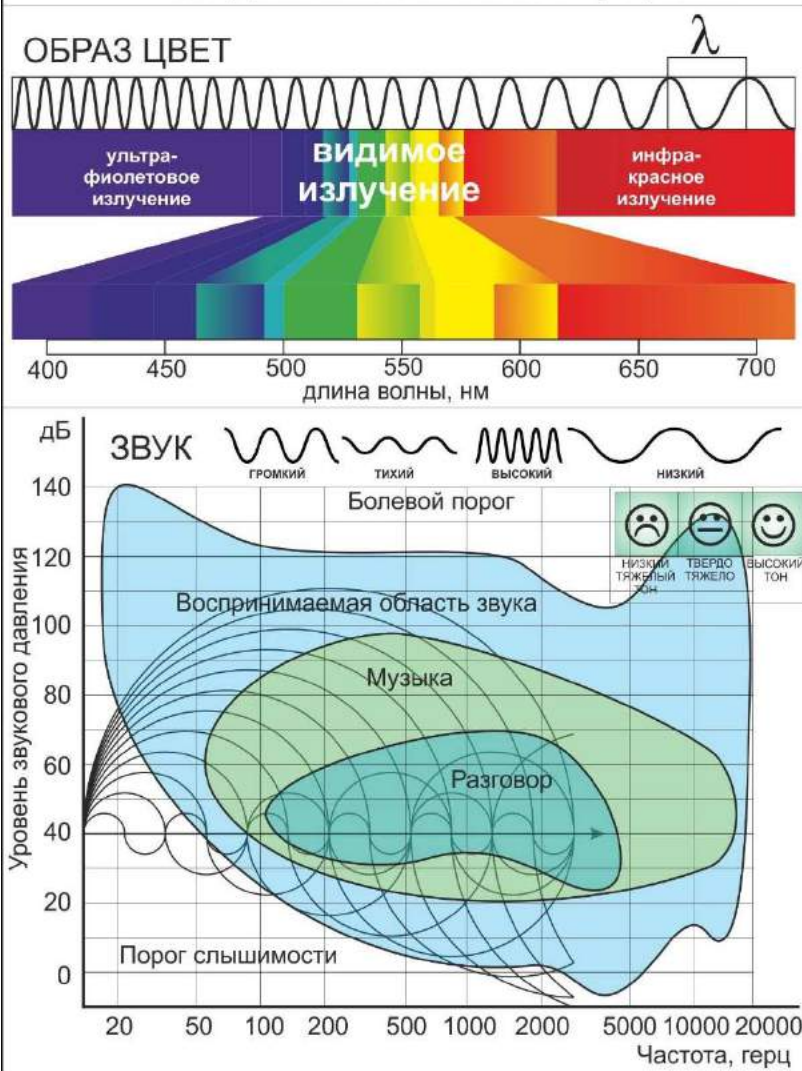 λ
ОБРАЗ ЦВЕТ
ультра-
фиолетовое
излучение
видимое
излучение
инфра-
красное
излучение
400 450 500 550 600 650 700
длина волны, нм
дБ
ЗВУК
ГРОМКИЙ ТИХИЙ ВЫСОКИЙ НИЗКИЙ
140
Болевой порог
НИЗКИЙ
ТЯЖЕЛЫЙ
ТОН
ТВЕРДО
ТЯЖЕЛО
ВЫСОКИЙ
ТОН
120
Воспринимаемая область звука
100
Музыка
80
60
Разговор
40
20
Порог слышимости
0
Уровень звукового давления
20 50 100 200 500 1000 2000 5000 10000 20000
Частота, герц